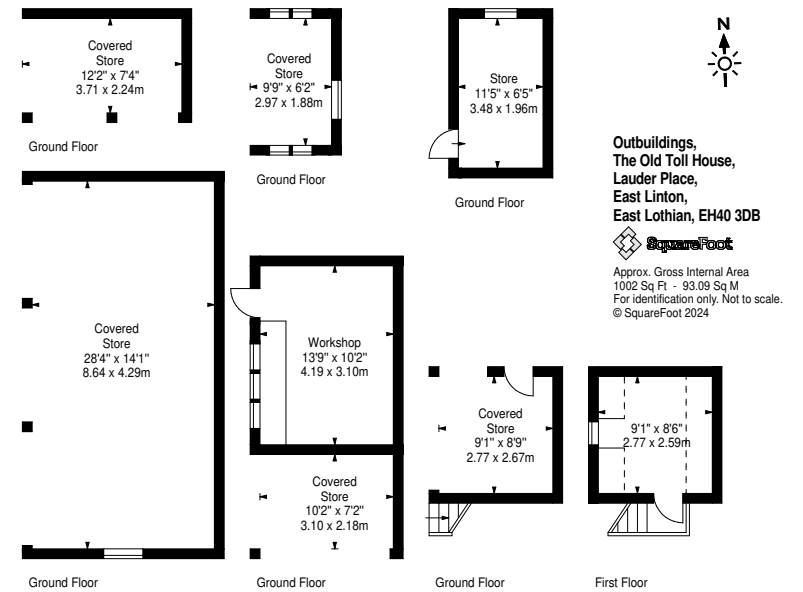 Covered
Store
12'2" x 7'4"
3.71 x 2.24m
Ground Floor
Covered
Store
9'9" x 6'2"
2.97 x 1.88m
Ground Floor
Store
11'5" x 6'5"
3.48 x 1.96m
Ground Floor
N
Outbuildings,
The Old Toll House,
Lauder Place,
East Linton,
East Lothian, EH40 3DB
SquareFoot
Approx. Gross Internal Area
1002 Sq Ft - 93.09 Sq M
For identification only. Not to scale.
© SquareFoot 2024
Covered
Store
28'4" x 14'1"
8.64 x 4.29m
Ground Floor
Workshop
13'9" x 10'2"
4.19 x 3.10m
Covered
Store
10'2" x 7'2"
3.10 x 2.18m
Ground Floor
Covered
Store
9'1" x 8'9"
2.77 x 2.67m
Ground Floor
9'1" x 8'6"
2.77 x 2.59m
First Floor